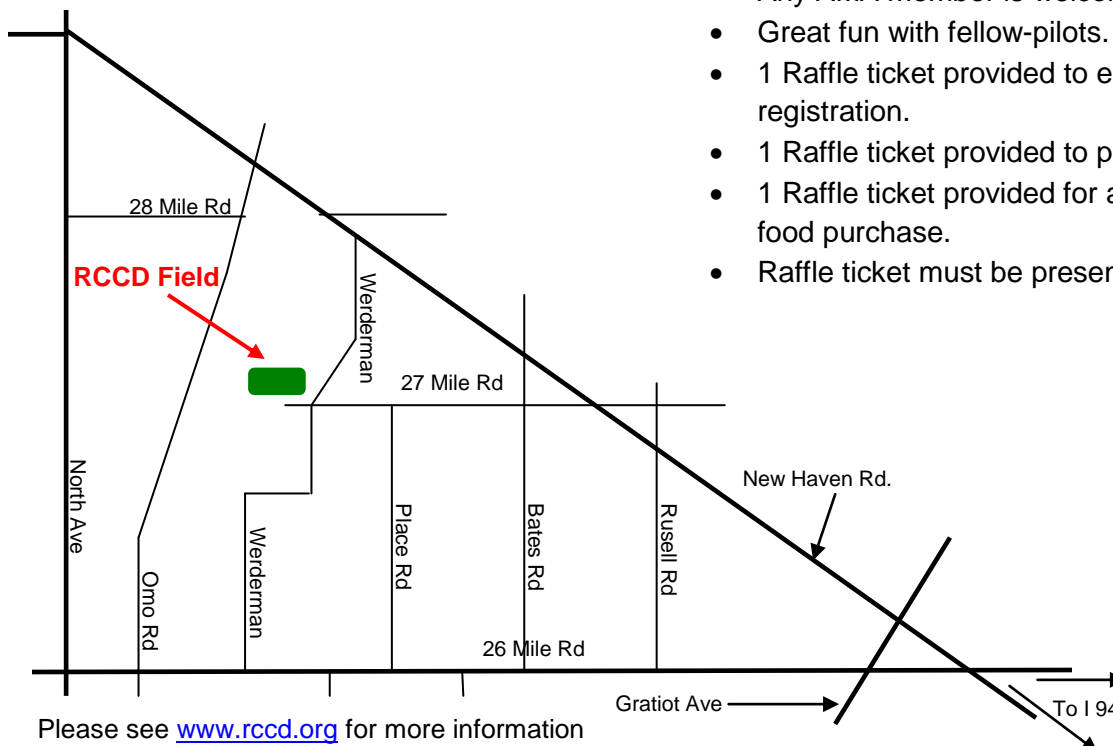 • Great fun with fellow-pilots.
• 1 Raffle ticket provided to
registration.
• 1 Raffle ticket provided to
• 1 Raffle ticket provided for
food purchase.
• Raffle ticket must be
28 Mile Rd
RCCD Field
Werderman
27 Mile Rd
North Ave
New Haven Rd.
Omo Rd
Werderman
Place Rd
Bates Rd
Rusell Rd
26 Mile Rd
Gratiot Ave
To I 94
Please see www.rccd.org for more information